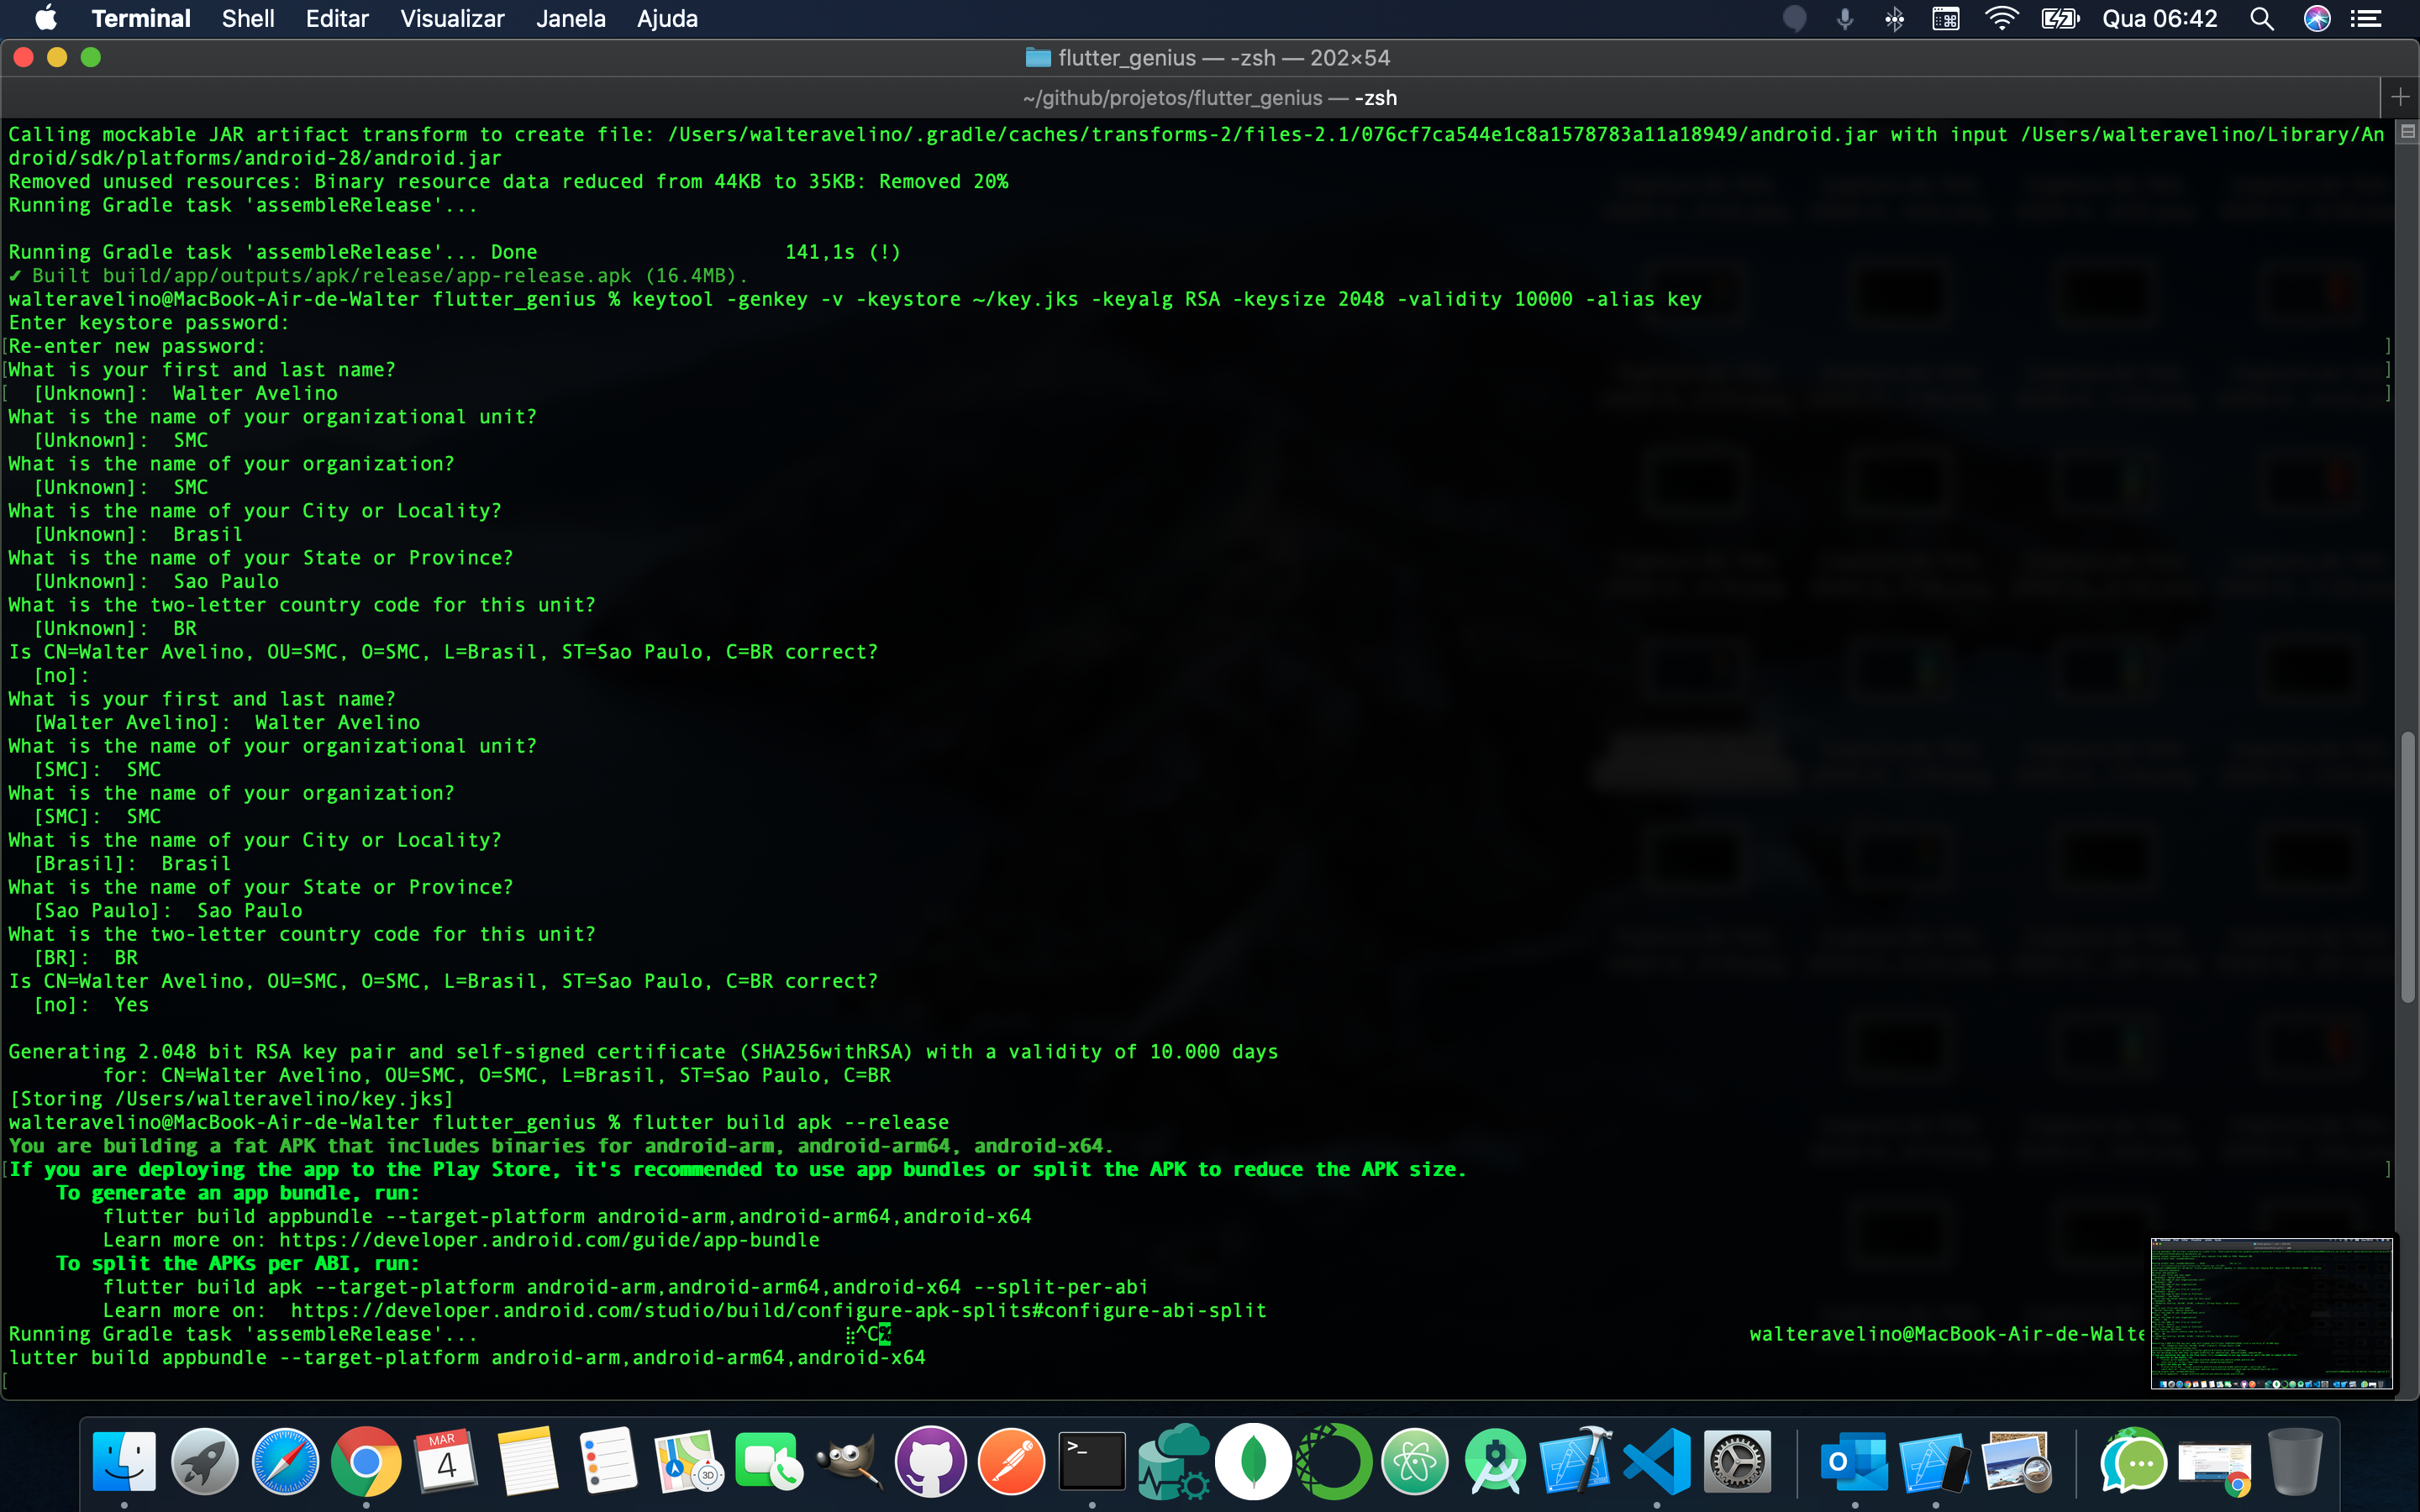 Terminal Shell Editar Visualizar Janela Ajuda Qua 06:42
flutter_genius — -zsh — 202×54
~/github/projetos/flutter_genius — -zsh
Calling mockable JAR artifact transform to create file: /Users/walteravelino/.gradle/caches/transforms-2/files-2.1/076cf7ca544e1c8a1578783a11a18949/android.jar with input /Users/walteravelino/Library/An
droid/sdk/platforms/android-28/android.jar
Removed unused resources: Binary resource data reduced from 44KB to 35KB: Removed 20%
Running Gradle task 'assembleRelease'...
Running Gradle task 'assembleRelease'... Done 141,1s (!)
✔ Built build/app/outputs/apk/release/app-release.apk (16.4MB).
walteravelino@MacBook-Air-de-Walter flutter_genius % keytool -genkey -v -keystore ~/key.jks -keyalg RSA -keysize 2048 -validity 10000 -alias key
Enter keystore password:
[Re-enter new password: ]
[What is your first and last name? ]
[ [Unknown]: Walter Avelino ]
What is the name of your organizational unit?
[Unknown]: SMC
What is the name of your organization?
[Unknown]: SMC
What is the name of your City or Locality?
[Unknown]: Brasil
What is the name of your State or Province?
[Unknown]: Sao Paulo
What is the two-letter country code for this unit?
[Unknown]: BR
Is CN=Walter Avelino, OU=SMC, O=SMC, L=Brasil, ST=Sao Paulo, C=BR correct?
[no]:
What is your first and last name?
[Walter Avelino]: Walter Avelino
What is the name of your organizational unit?
[SMC]: SMC
What is the name of your organization?
[SMC]: SMC
What is the name of your City or Locality?
[Brasil]: Brasil
What is the name of your State or Province?
[Sao Paulo]: Sao Paulo
What is the two-letter country code for this unit?
[BR]: BR
Is CN=Walter Avelino, OU=SMC, O=SMC, L=Brasil, ST=Sao Paulo, C=BR correct?
[no]: Yes
Generating 2.048 bit RSA key pair and self-signed certificate (SHA256withRSA) with a validity of 10.000 days
for: CN=Walter Avelino, OU=SMC, O=SMC, L=Brasil, ST=Sao Paulo, C=BR
[Storing /Users/walteravelino/key.jks]
walteravelino@MacBook-Air-de-Walter flutter_genius % flutter build apk --release
You are building a fat APK that includes binaries for android-arm, android-arm64, android-x64.
[If you are deploying the app to the Play Store, it's recommended to use app bundles or split the APK to reduce the APK size. ]
To generate an app bundle, run:
flutter build appbundle --target-platform android-arm,android-arm64,android-x64
Learn more on: https://developer.android.com/guide/app-bundle
To split the APKs per ABI, run:
flutter build apk --target-platform android-arm,android-arm64,android-x64 --split-per-abi
Learn more on: https://developer.android.com/studio/build/configure-apk-splits#configure-abi-split
Running Gradle task 'assembleRelease'... ^C walteravelino@MacBook-Air-de-Walte
lutter build appbundle --target-platform android-arm,android-arm64,android-x64
[
MAR
4
3D
>_